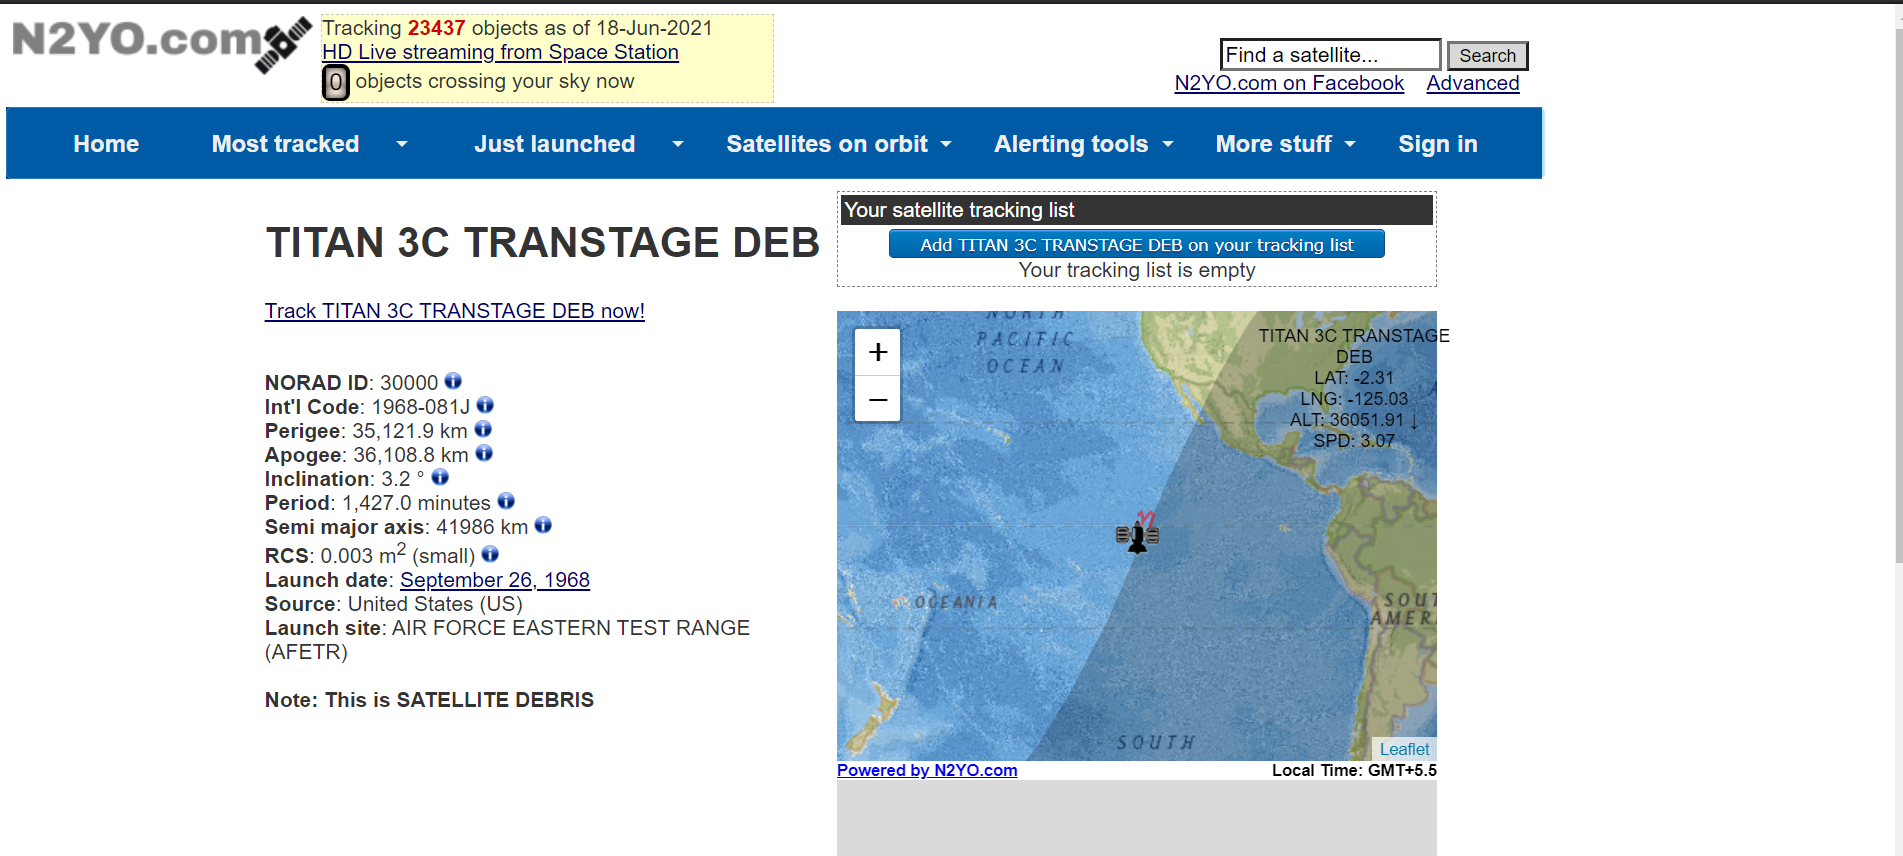 N2YO.com
Tracking 23437 objects as of 18-Jun-2021
HD Live streaming from Space Station
0 objects crossing your sky now
Find a satellite...
Search
N2YO.com on Facebook Advanced
Home Most tracked Just launched Satellites on orbit Alerting tools More stuff Sign in
TITAN 3C TRANSTAGE DEB
Track TITAN 3C TRANSTAGE DEB now!
NORAD ID: 30000
Int'l Code: 1968-081J
Perigee: 35,121.9 km
Apogee: 36,108.8 km
Inclination: 3.2 °
Period: 1,427.0 minutes
Semi major axis: 41986 km
RCS: 0.003 m2 (small)
Launch date: September 26, 1968
Source: United States (US)
Launch site: AIR FORCE EASTERN TEST RANGE
(AFETR)
Note: This is SATELLITE DEBRIS
Your satellite tracking list
Add TITAN 3C TRANSTAGE DEB on your tracking list
Your tracking list is empty
+
−
NORTH
PACIFIC
OCEAN
TITAN 3C TRANSTAGE
DEB
LAT: -2.31
LNG: -125.03
ALT: 36051.91 ↓
SPD: 3.07
OCEANIA
SOUT
AMER
SOUTH
Leaflet
Powered by N2YO.com
Local Time: GMT+5.5